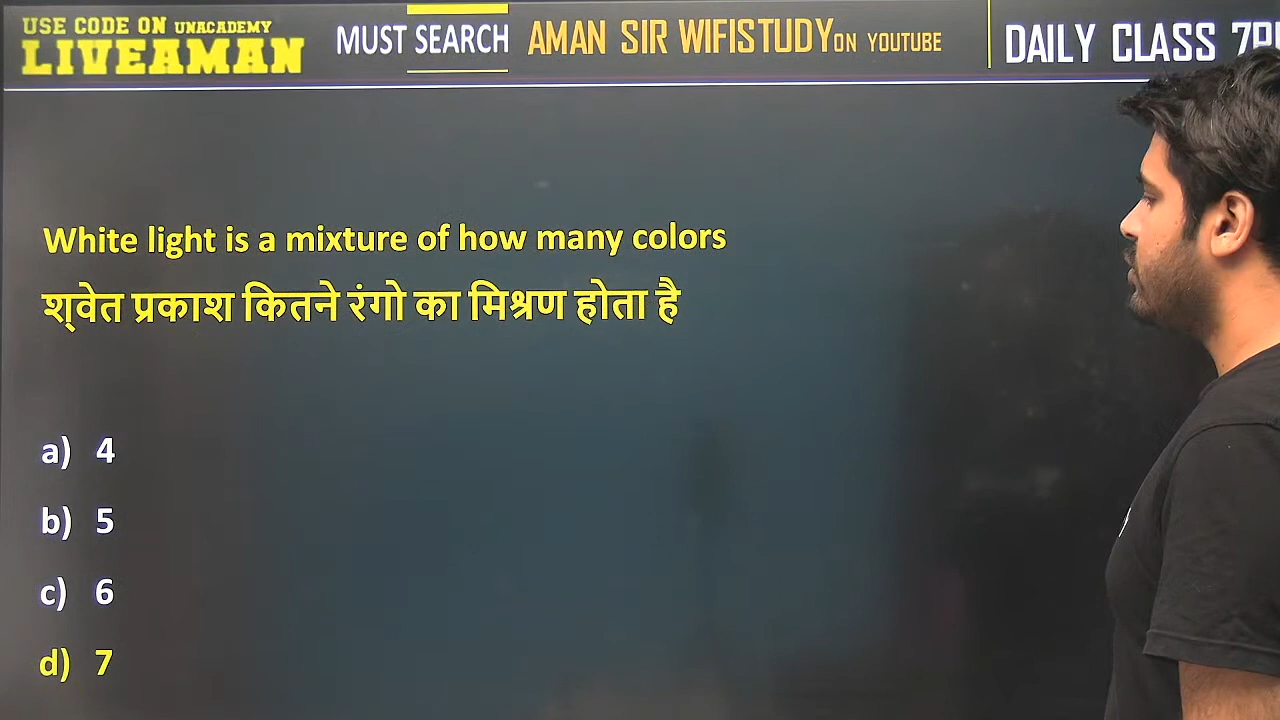 USE CODE ON UNACADEMY
LIVEAMAN
MUST SEARCH
AMAN SIR WIFISTUDY ON YOUTUBE
DAILY CLASS
White light is a mixture of how many colors
श्वेत प्रकाश कितने रंगो का मिश्रण होता है
a) 4
b) 5
c) 6
d) 7